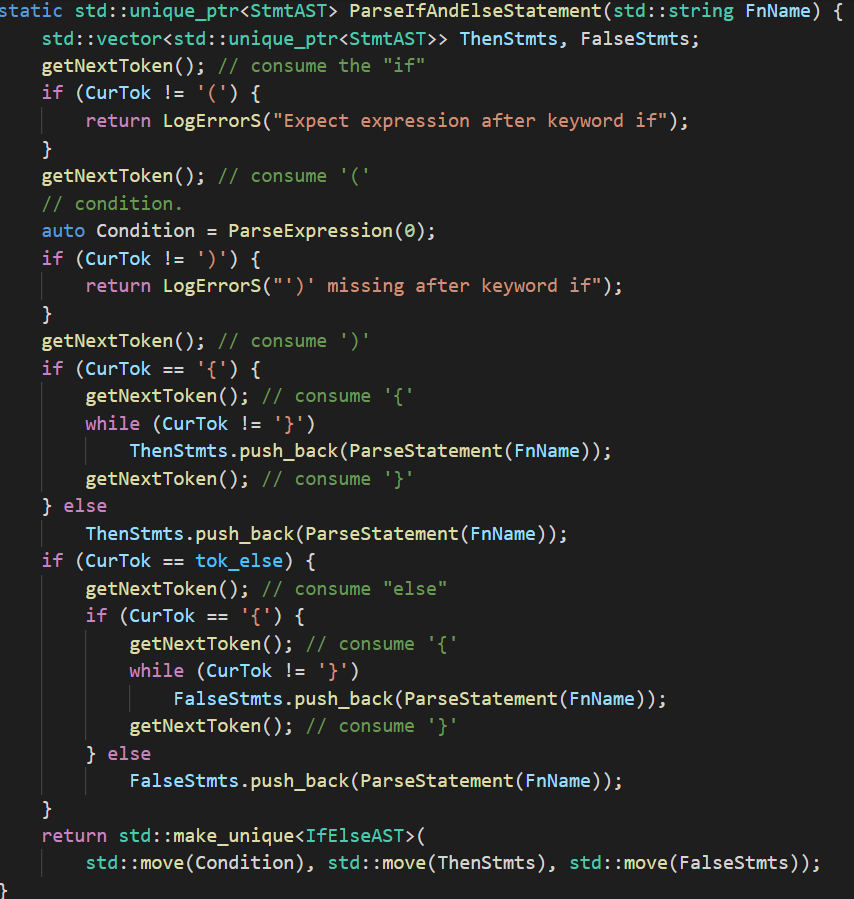 static std::unique_ptr<StmtAST> ParseIfAndElseStatement(std::string FnName) {
    std::vector<std::unique_ptr<StmtAST>> ThenStmts, FalseStmts;
    getNextToken(); // consume the "if"
    if (CurTok != '(') {
        return LogErrorS("Expect expression after keyword if");
    }
    getNextToken(); // consume '('
    // condition.
    auto Condition = ParseExpression(0);
    if (CurTok != ')') {
        return LogErrorS("')' missing after keyword if");
    }
    getNextToken(); // consume ')'
    if (CurTok == '{') {
        getNextToken(); // consume '{'
        while (CurTok != '}')
            ThenStmts.push_back(ParseStatement(FnName));
        getNextToken(); // consume '}'
    } else
        ThenStmts.push_back(ParseStatement(FnName));
    if (CurTok == tok_else) {
        getNextToken(); // consume "else"
        if (CurTok == '{') {
            getNextToken(); // consume '{'
            while (CurTok != '}')
                FalseStmts.push_back(ParseStatement(FnName));
            getNextToken(); // consume '}'
        } else
            FalseStmts.push_back(ParseStatement(FnName));
    }
    return std::make_unique<IfElseAST>(
        std::move(Condition), std::move(ThenStmts), std::move(FalseStmts));
}